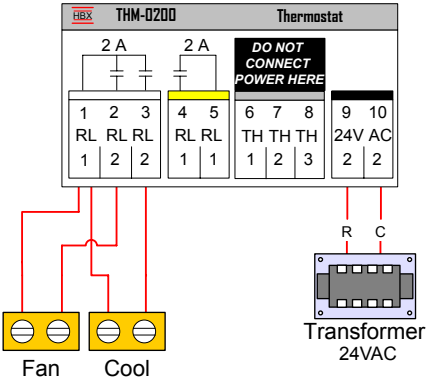 HBX THM-0200 Thermostat
2 A 2 A DO NOT
CONNECT
POWER HERE
1 2 3 4 5 6 7 8 9 10
RL RL RL RL RL TH TH TH 24V AC
1 2 2 1 1 1 2 3 2 2
R C
Transformer
24VAC
Fan Cool